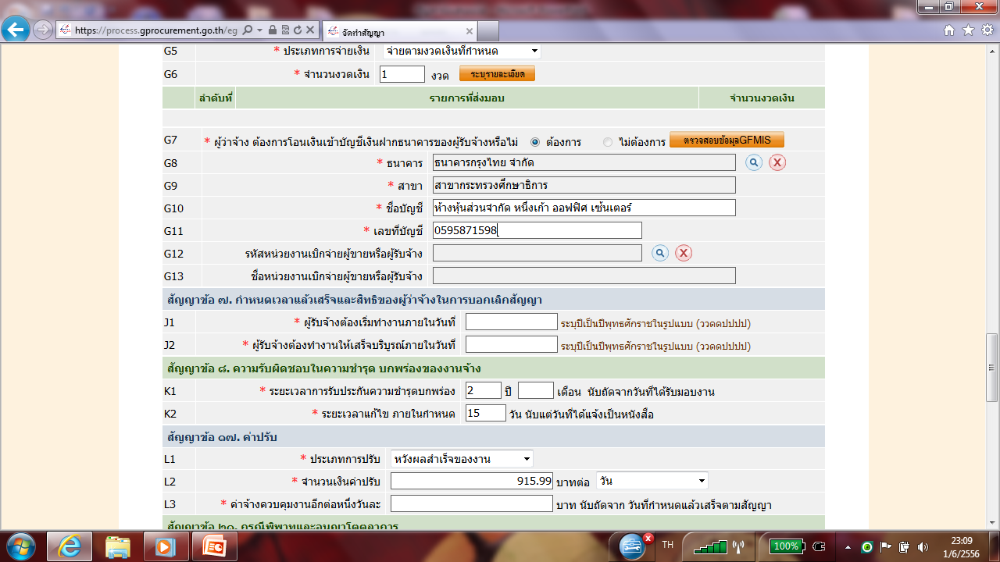 https://process.gprocurement.go.th/eg
จัดทำสัญญา
G5 * ประเภทการจ่ายเงิน จ่ายตามงวดเงินที่กำหนด
G6 * จำนวนงวดเงิน 1 งวด ระบุรายละเอียด
ลำดับที่ รายการที่ส่งมอบ จำนวนงวดเงิน
G7 * ผู้ว่าจ้าง ต้องการโอนเงินเข้าบัญชีเงินฝากธนาคารของผู้รับจ้างหรือไม่ ต้องการ ไม่ต้องการ ตรวจสอบข้อมูลGFMIS
G8 * ธนาคาร ธนาคารกรุงไทย จำกัด
G9 * สาขา สาขากระทรวงศึกษาธิการ
G10 * ชื่อบัญชี ห้างหุ้นส่วนจำกัด หนึ่งเก้า ออฟฟิศ เซ้นเตอร์
G11 * เลขที่บัญชี 0595871598
G12 รหัสหน่วยงานเบิกจ่ายผู้ขายหรือผู้รับจ้าง
G13 ชื่อหน่วยงานเบิกจ่ายผู้ขายหรือผู้รับจ้าง
สัญญาข้อ ๗. กำหนดเวลาแล้วเสร็จและสิทธิของผู้ว่าจ้างในการบอกเลิกสัญญา
J1 * ผู้รับจ้างต้องเริ่มทำงานภายในวันที่ ระบุปีเป็นปีพุทธศักราชในรูปแบบ (ววดดปปปป)
J2 * ผู้รับจ้างต้องทำงานให้เสร็จบริบูรณ์ภายในวันที่ ระบุปีเป็นปีพุทธศักราชในรูปแบบ (ววดดปปปป)
สัญญาข้อ ๘. ความรับผิดชอบในความชำรุด บกพร่องของงานจ้าง
K1 * ระยะเวลาการรับประกันความชำรุดบกพร่อง 2 ปี เดือน นับถัดจากวันที่ได้รับมอบงาน
K2 * ระยะเวลาแก้ไข ภายในกำหนด 15 วัน นับแต่วันที่ได้แจ้งเป็นหนังสือ
สัญญาข้อ ๑๗. ค่าปรับ
L1 * ประเภทการปรับ หวังผลสำเร็จของงาน
L2 * จำนวนเงินค่าปรับ 915.99 บาทต่อ วัน
L3 * ค่าจ้างควบคุมงานอีกต่อหนึ่งวันละ บาท นับถัดจาก วันที่กำหนดแล้วเสร็จตามสัญญา
สัญญาข้อ ๒๑. กรณีพิพาทและอนุญาโตตุลาการ
TH 100% 23:09
1/6/2556